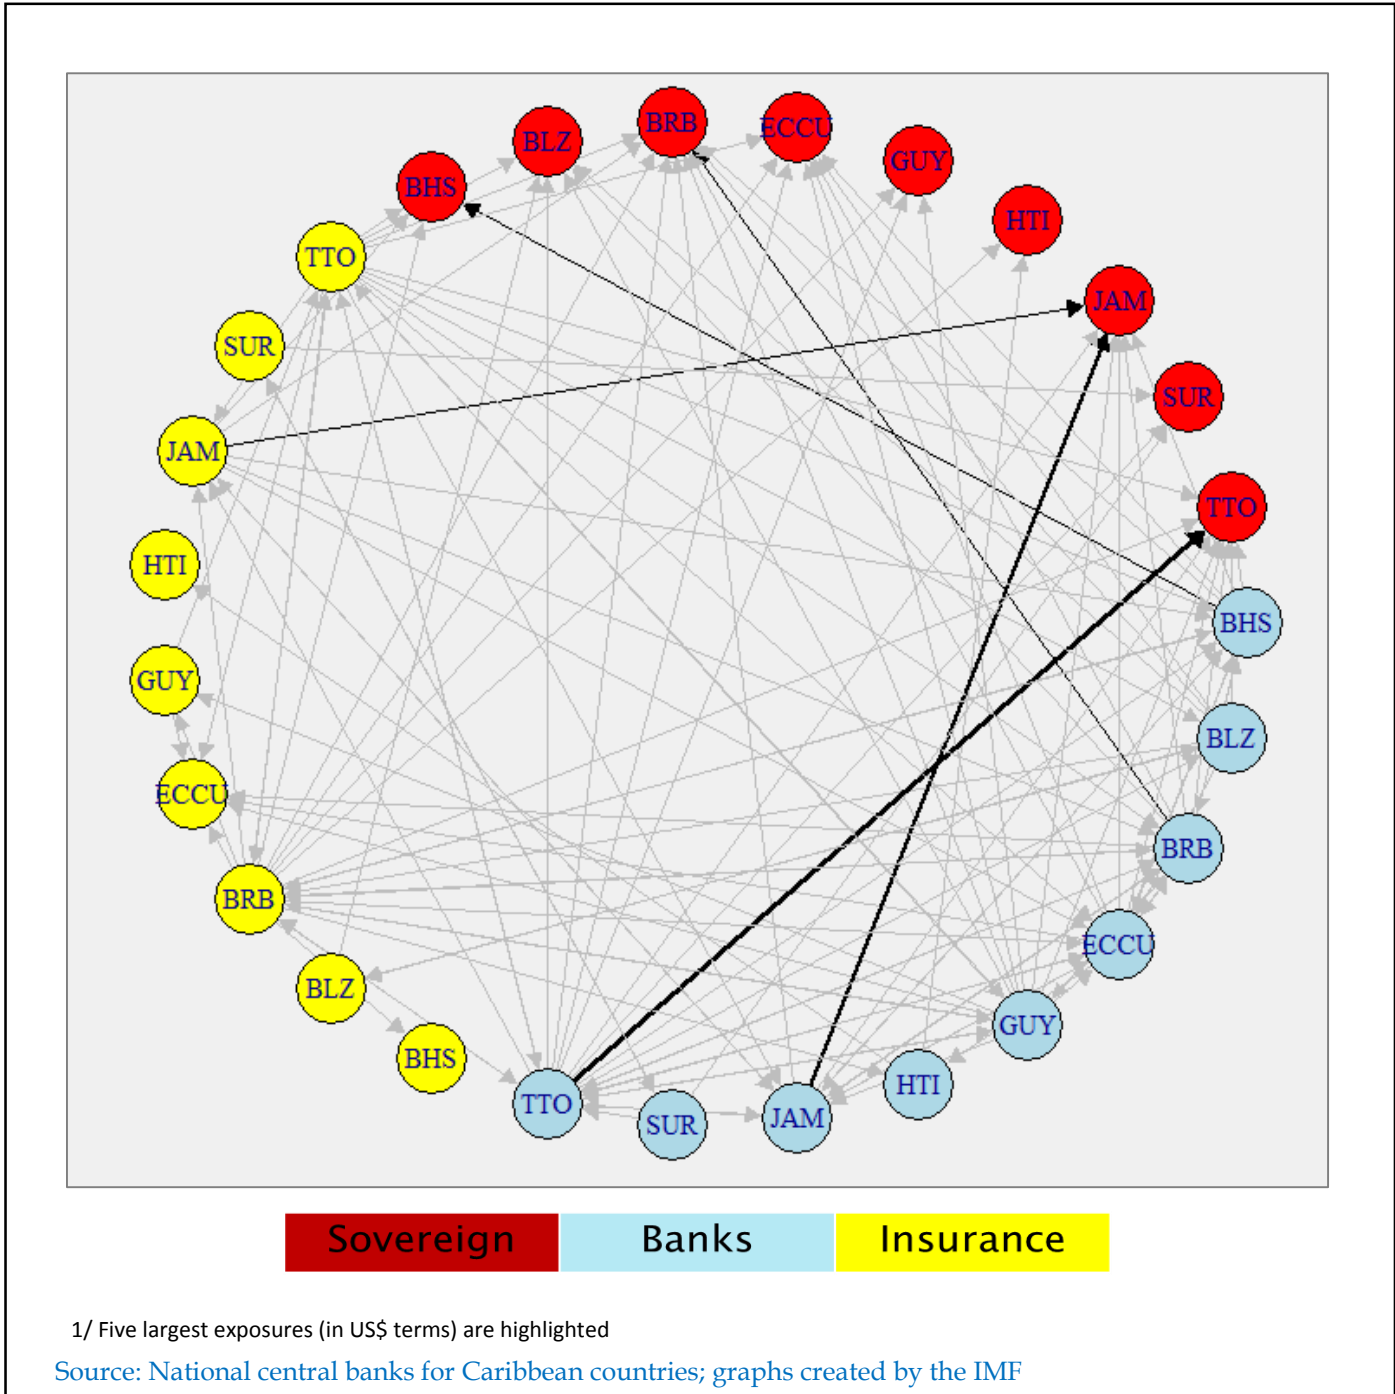 BRB
ECCU
BLZ
GUY
BHS
HTI
TTO
JAM
SUR
SUR
JAM
TTO
HTI
BHS
GUY
BLZ
ECCU
BRB
BRB
ECCU
BLZ
GUY
BHS
HTI
TTO
SUR
JAM
Sovereign Banks Insurance
1/ Five largest exposures (in US$ terms) are highlighted
Source: National central banks for Caribbean countries; graphs created by the IMF